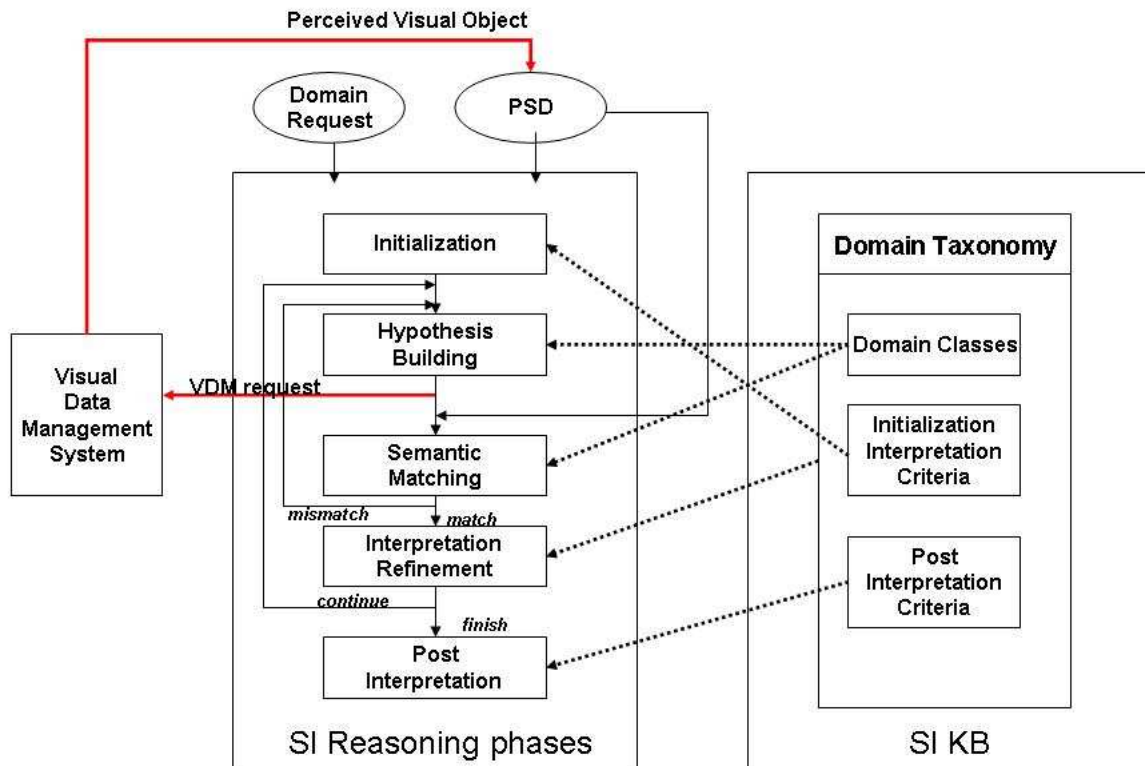 Perceived Visual Object
Domain
Request
PSD
Initialization
Hypothesis
Building
VDM request
Visual
Data
Management
System
Semantic
Matching
mismatch
match
Interpretation
Refinement
continue
finish
Post
Interpretation
SI Reasoning phases
Domain Taxonomy
Domain Classes
Initialization
Interpretation
Criteria
Post
Interpretation
Criteria
SI KB